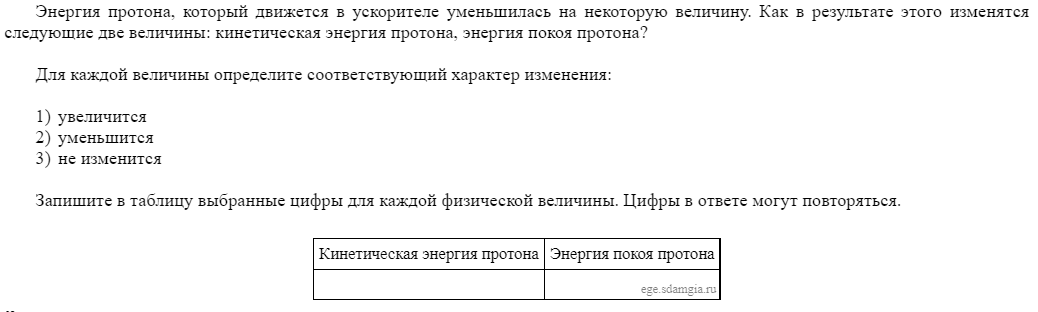 Энергия протона, который движется в ускорителе уменьшилась на некоторую величину. Как в результате этого изменятся
следующие две величины: кинетическая энергия протона, энергия покоя протона?
Для каждой величины определите соответствующий характер изменения:
1) увеличится
2) уменьшится
3) не изменится
Запишите в таблицу выбранные цифры для каждой физической величины. Цифры в ответе могут повторяться.
Кинетическая энергия протона Энергия покоя протона
ege.sdamgia.ru